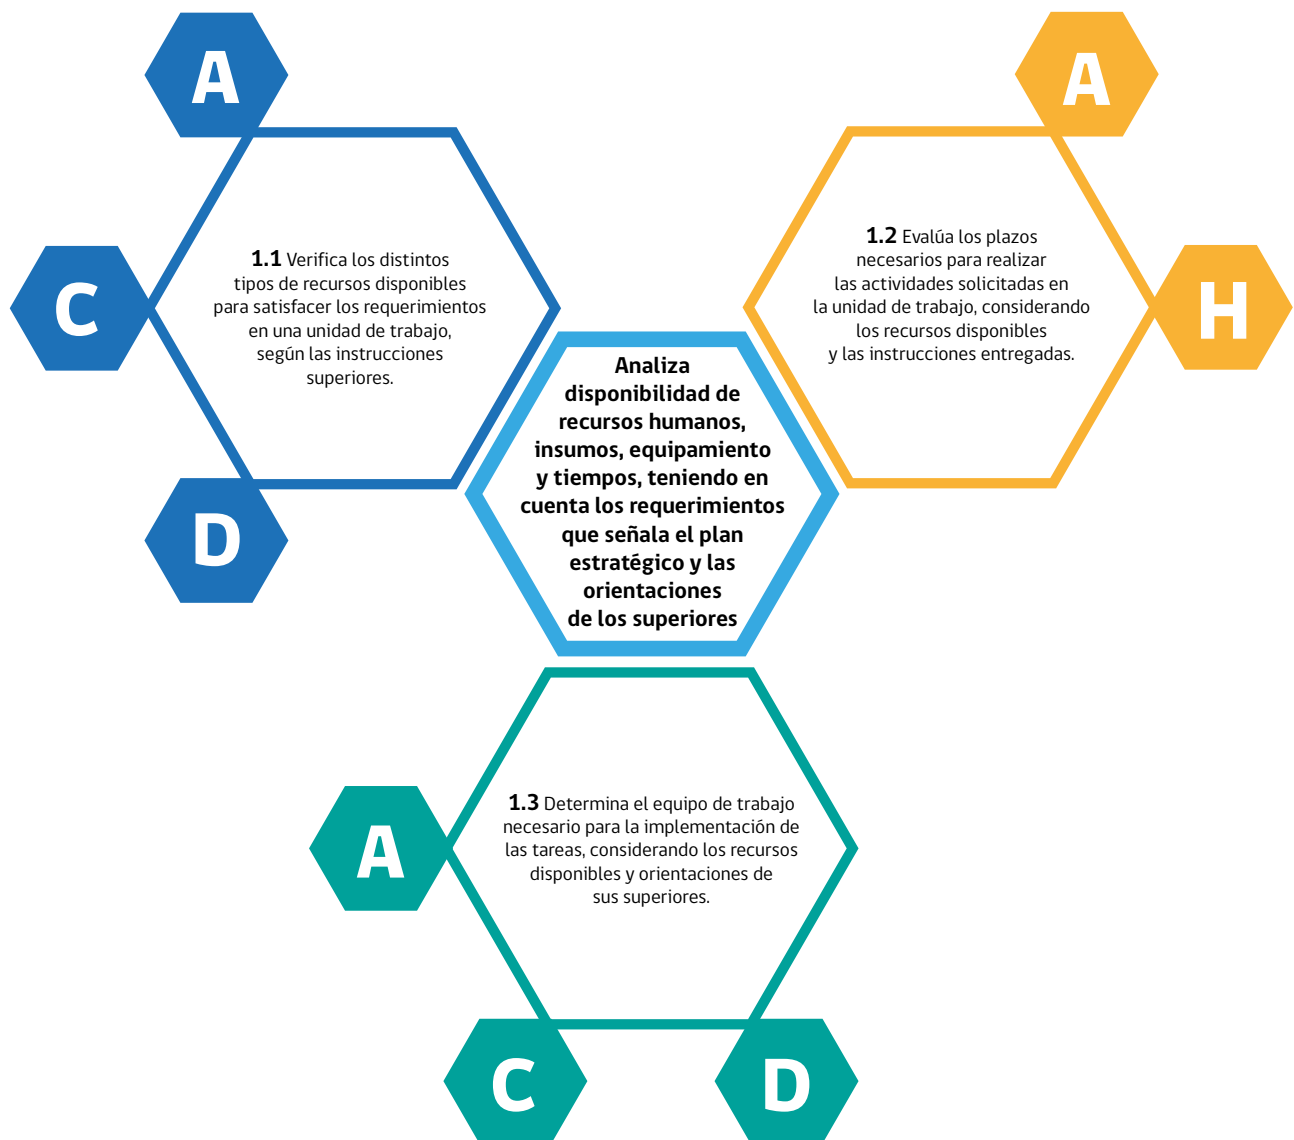 A
C
D
1.1 Verifica los distintos
tipos de recursos disponibles
para satisfacer los requerimientos
en una unidad de trabajo,
según las instrucciones
superiores.
A
H
1.2 Evalúa los plazos
necesarios para realizar
las actividades solicitadas en
la unidad de trabajo, considerando
los recursos disponibles
y las instrucciones entregadas.
Analiza
disponibilidad de
recursos humanos,
insumos, equipamiento
y tiempos, teniendo en
cuenta los requerimientos
que señala el plan
estratégico y las
orientaciones
de los superiores
1.3 Determina el equipo de trabajo
necesario para la implementación de
las tareas, considerando los recursos
disponibles y orientaciones de
sus superiores.
A
C
D